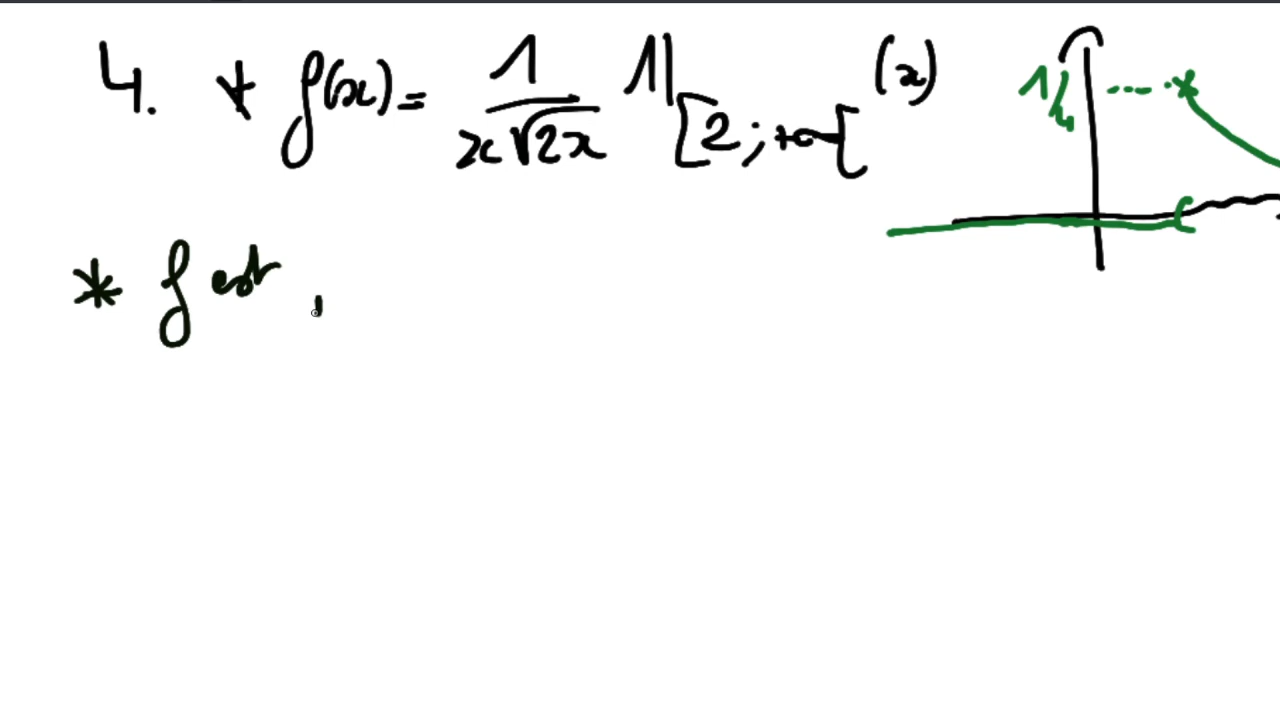 4. * f(x) = 1/(x√2x) 𝟙[2;+∞[ (x)
1/4
* f est